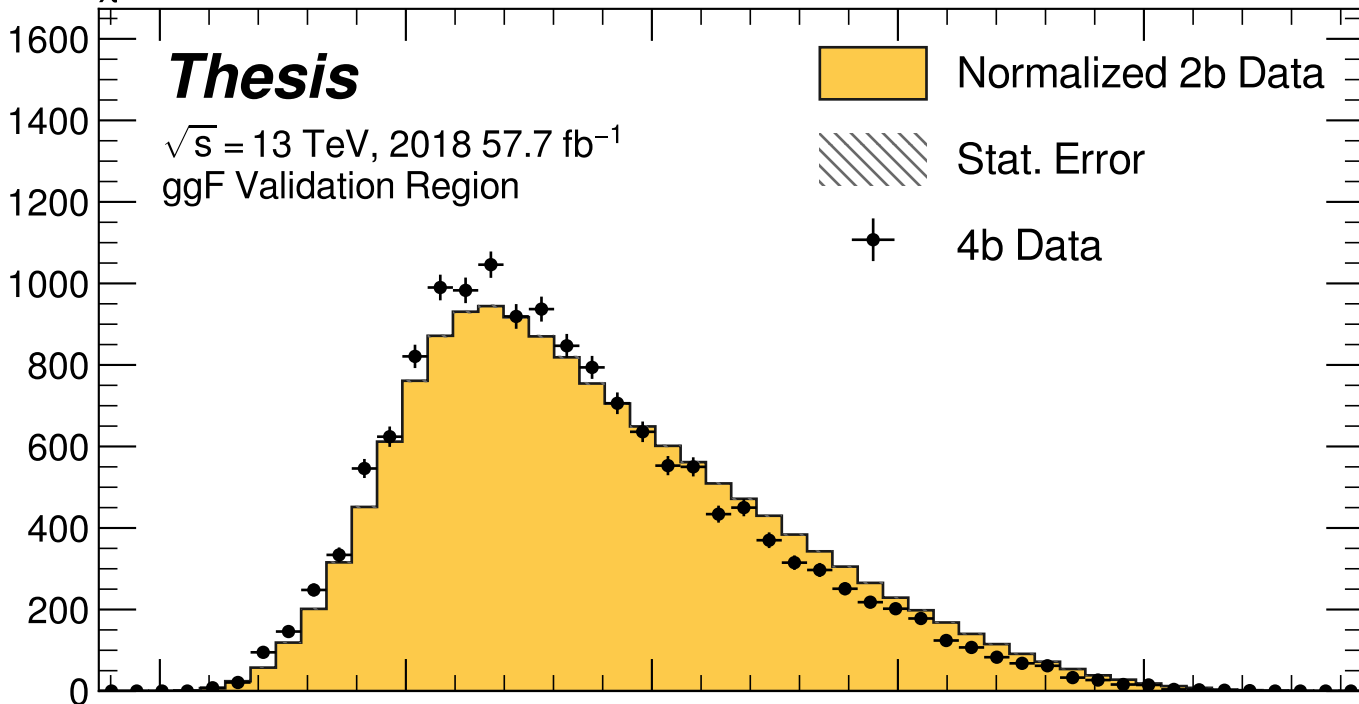 1600
1400
1200
1000
800
600
400
200
0
Thesis
√s = 13 TeV, 2018 57.7 fb⁻¹
ggF Validation Region
Normalized 2b Data
Stat. Error
4b Data